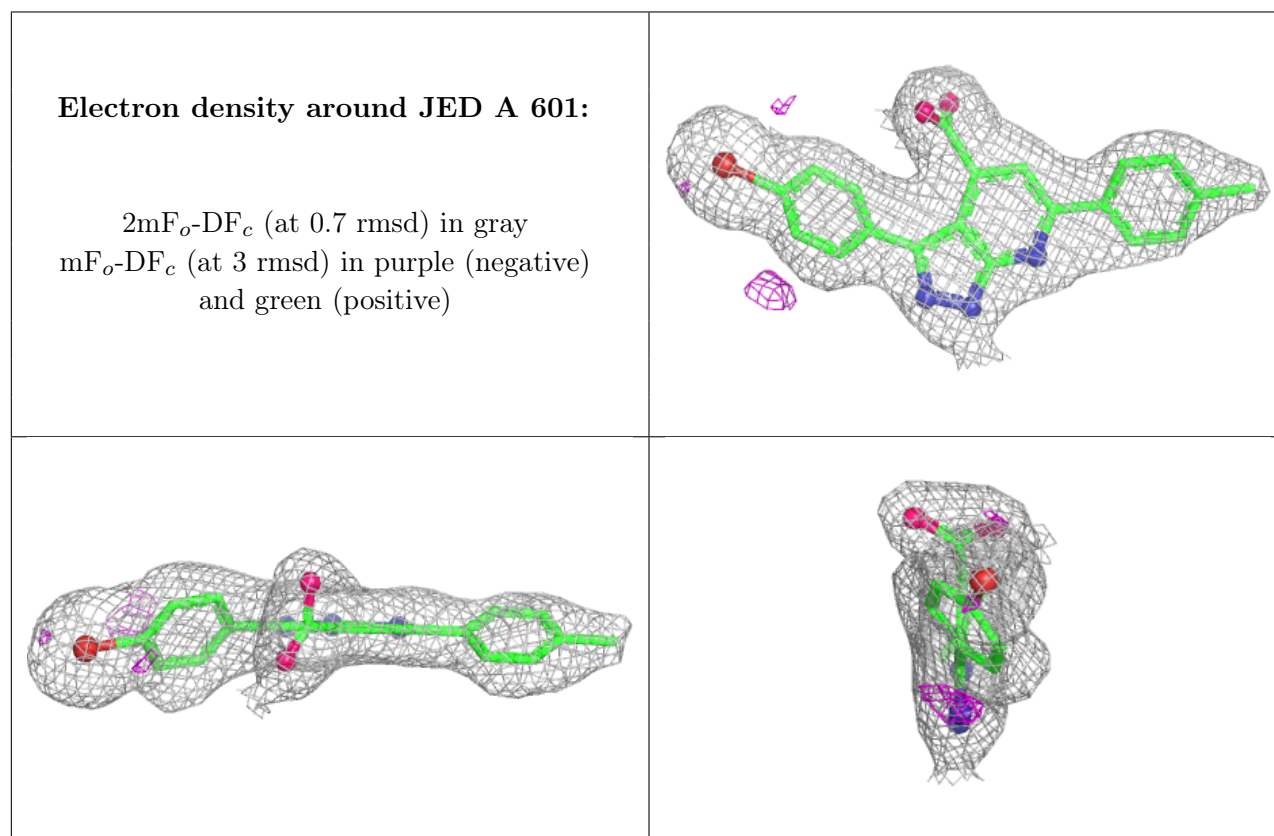 Electron density around JED A 601:
2mFₒ-DF𝒸 (at 0.7 rmsd) in gray
mFₒ-DF𝒸 (at 3 rmsd) in purple (negative)
and green (positive)